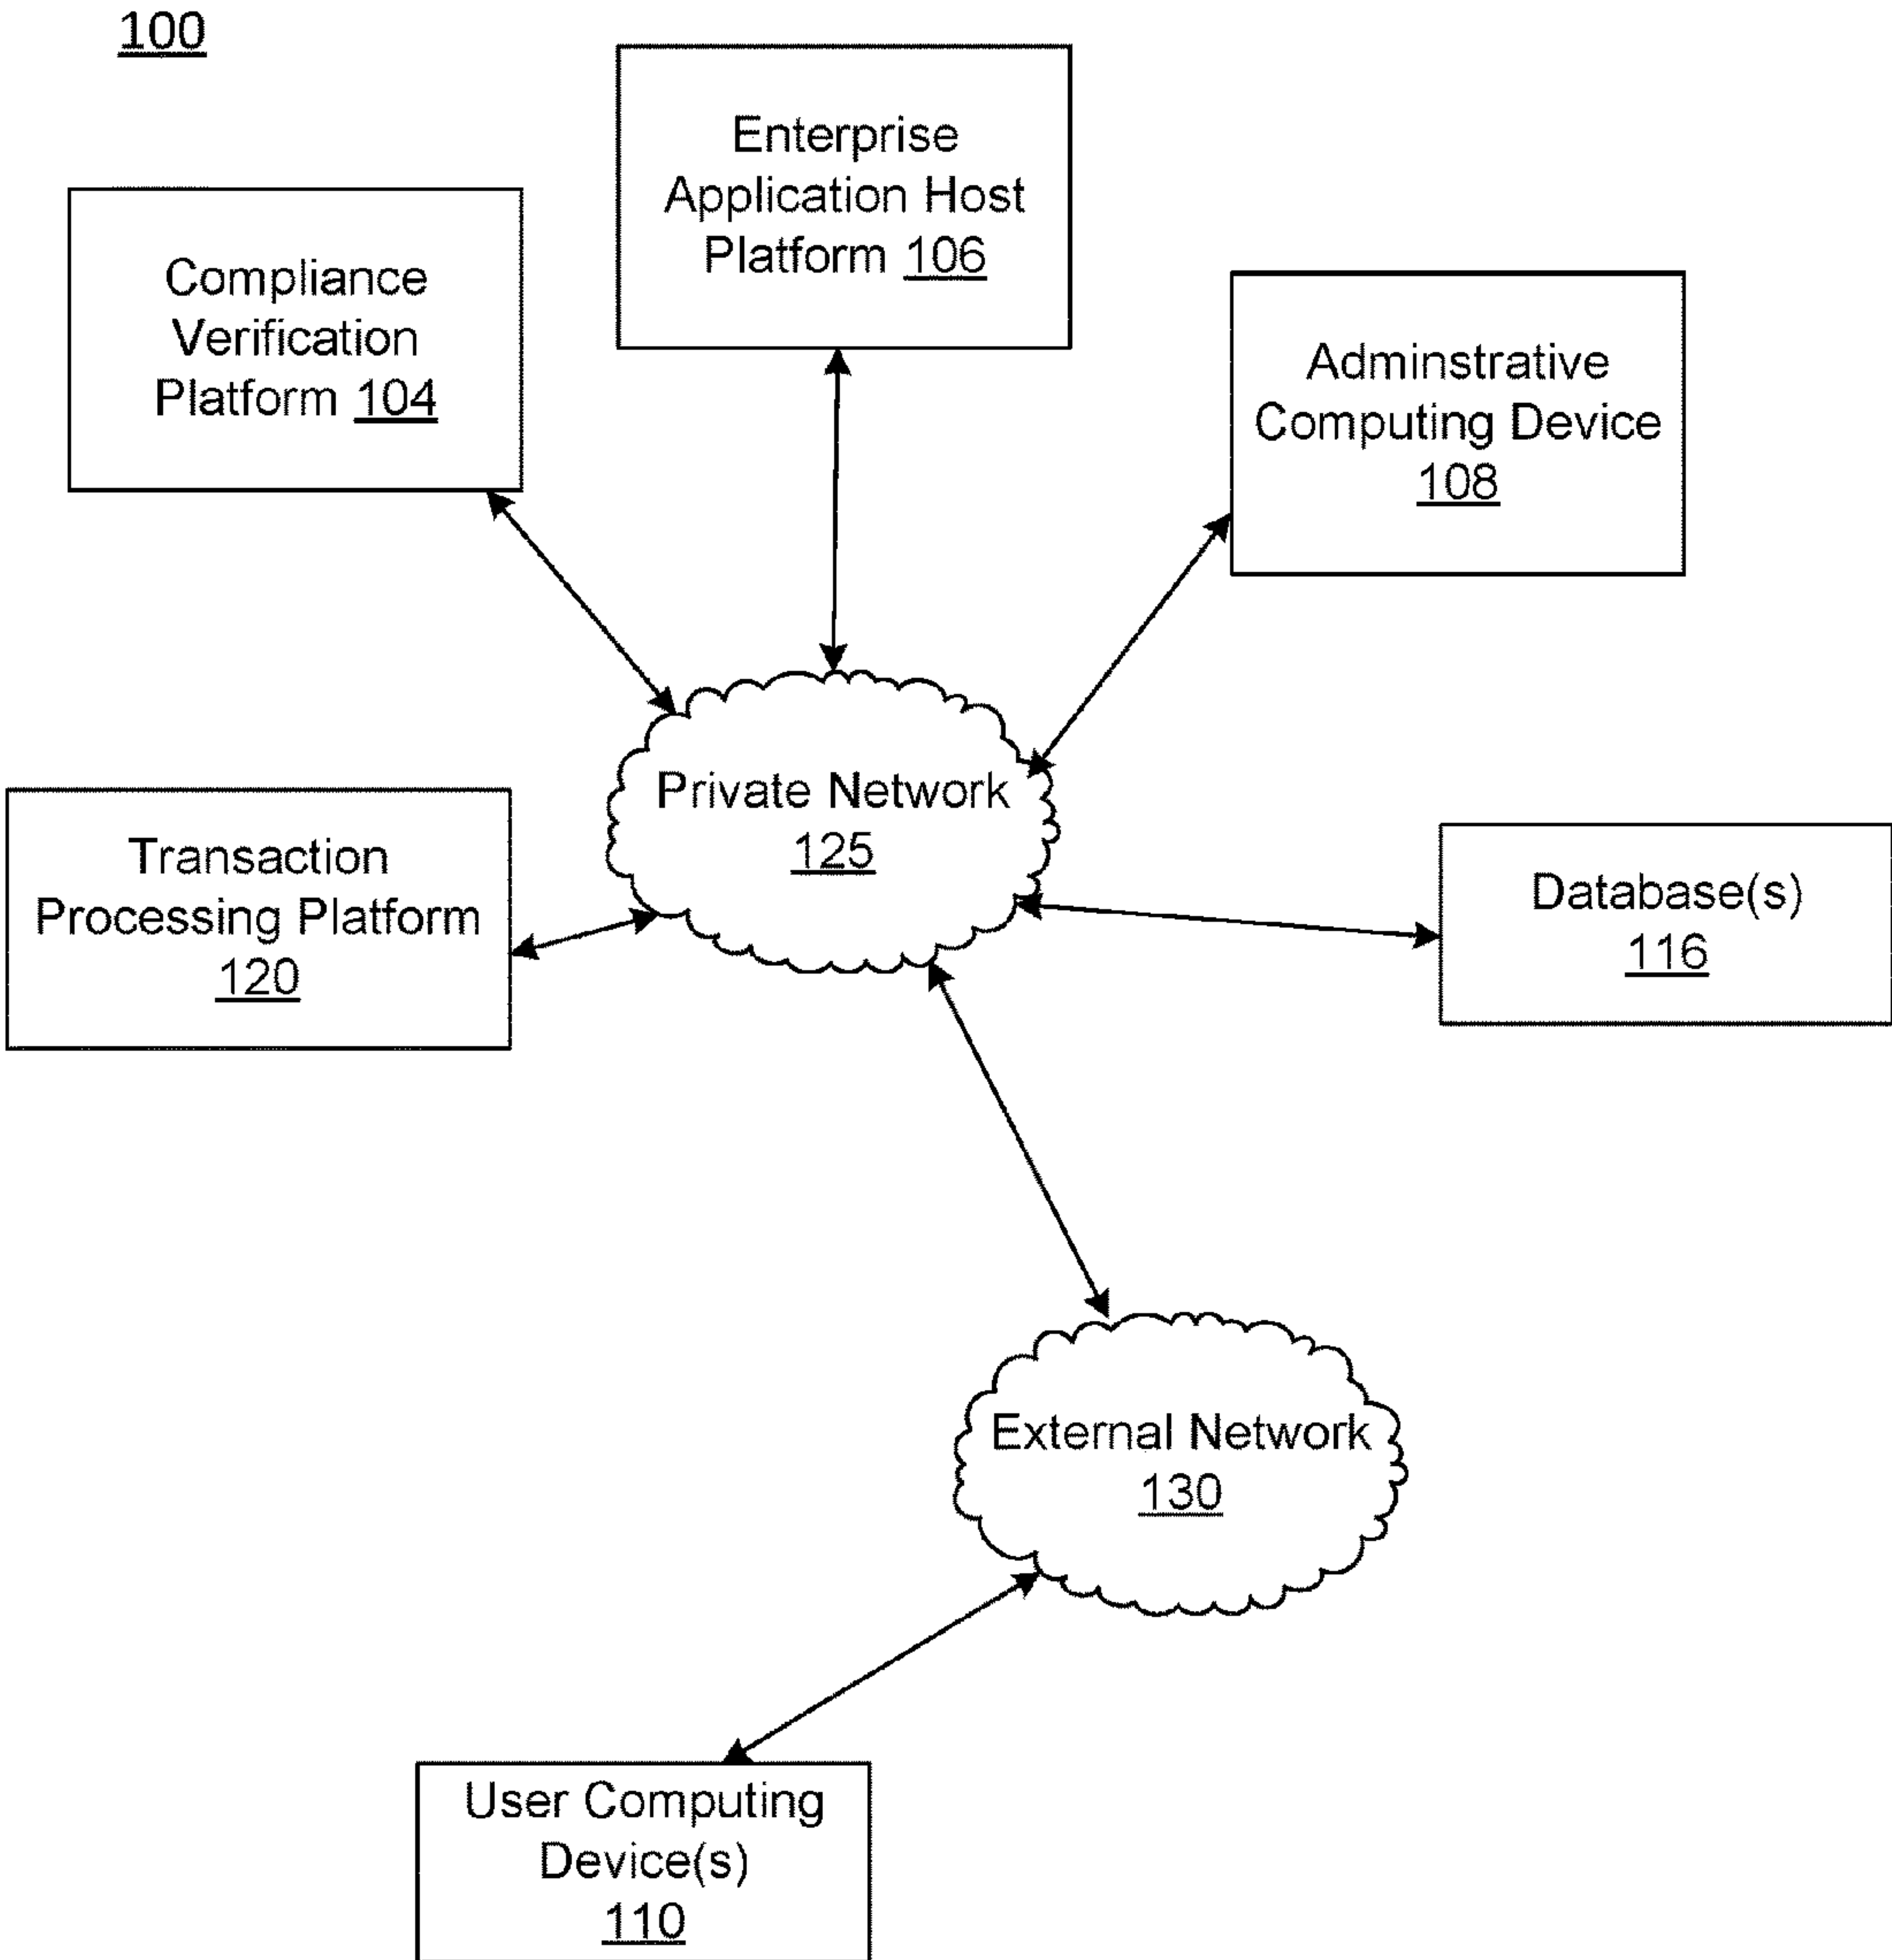 100
Enterprise
Application Host
Platform 106
Compliance
Verification
Platform 104
Adminstrative
Computing Device
108
Private Network
125
Transaction
Processing Platform
120
Database(s)
116
External Network
130
User Computing
Device(s)
110